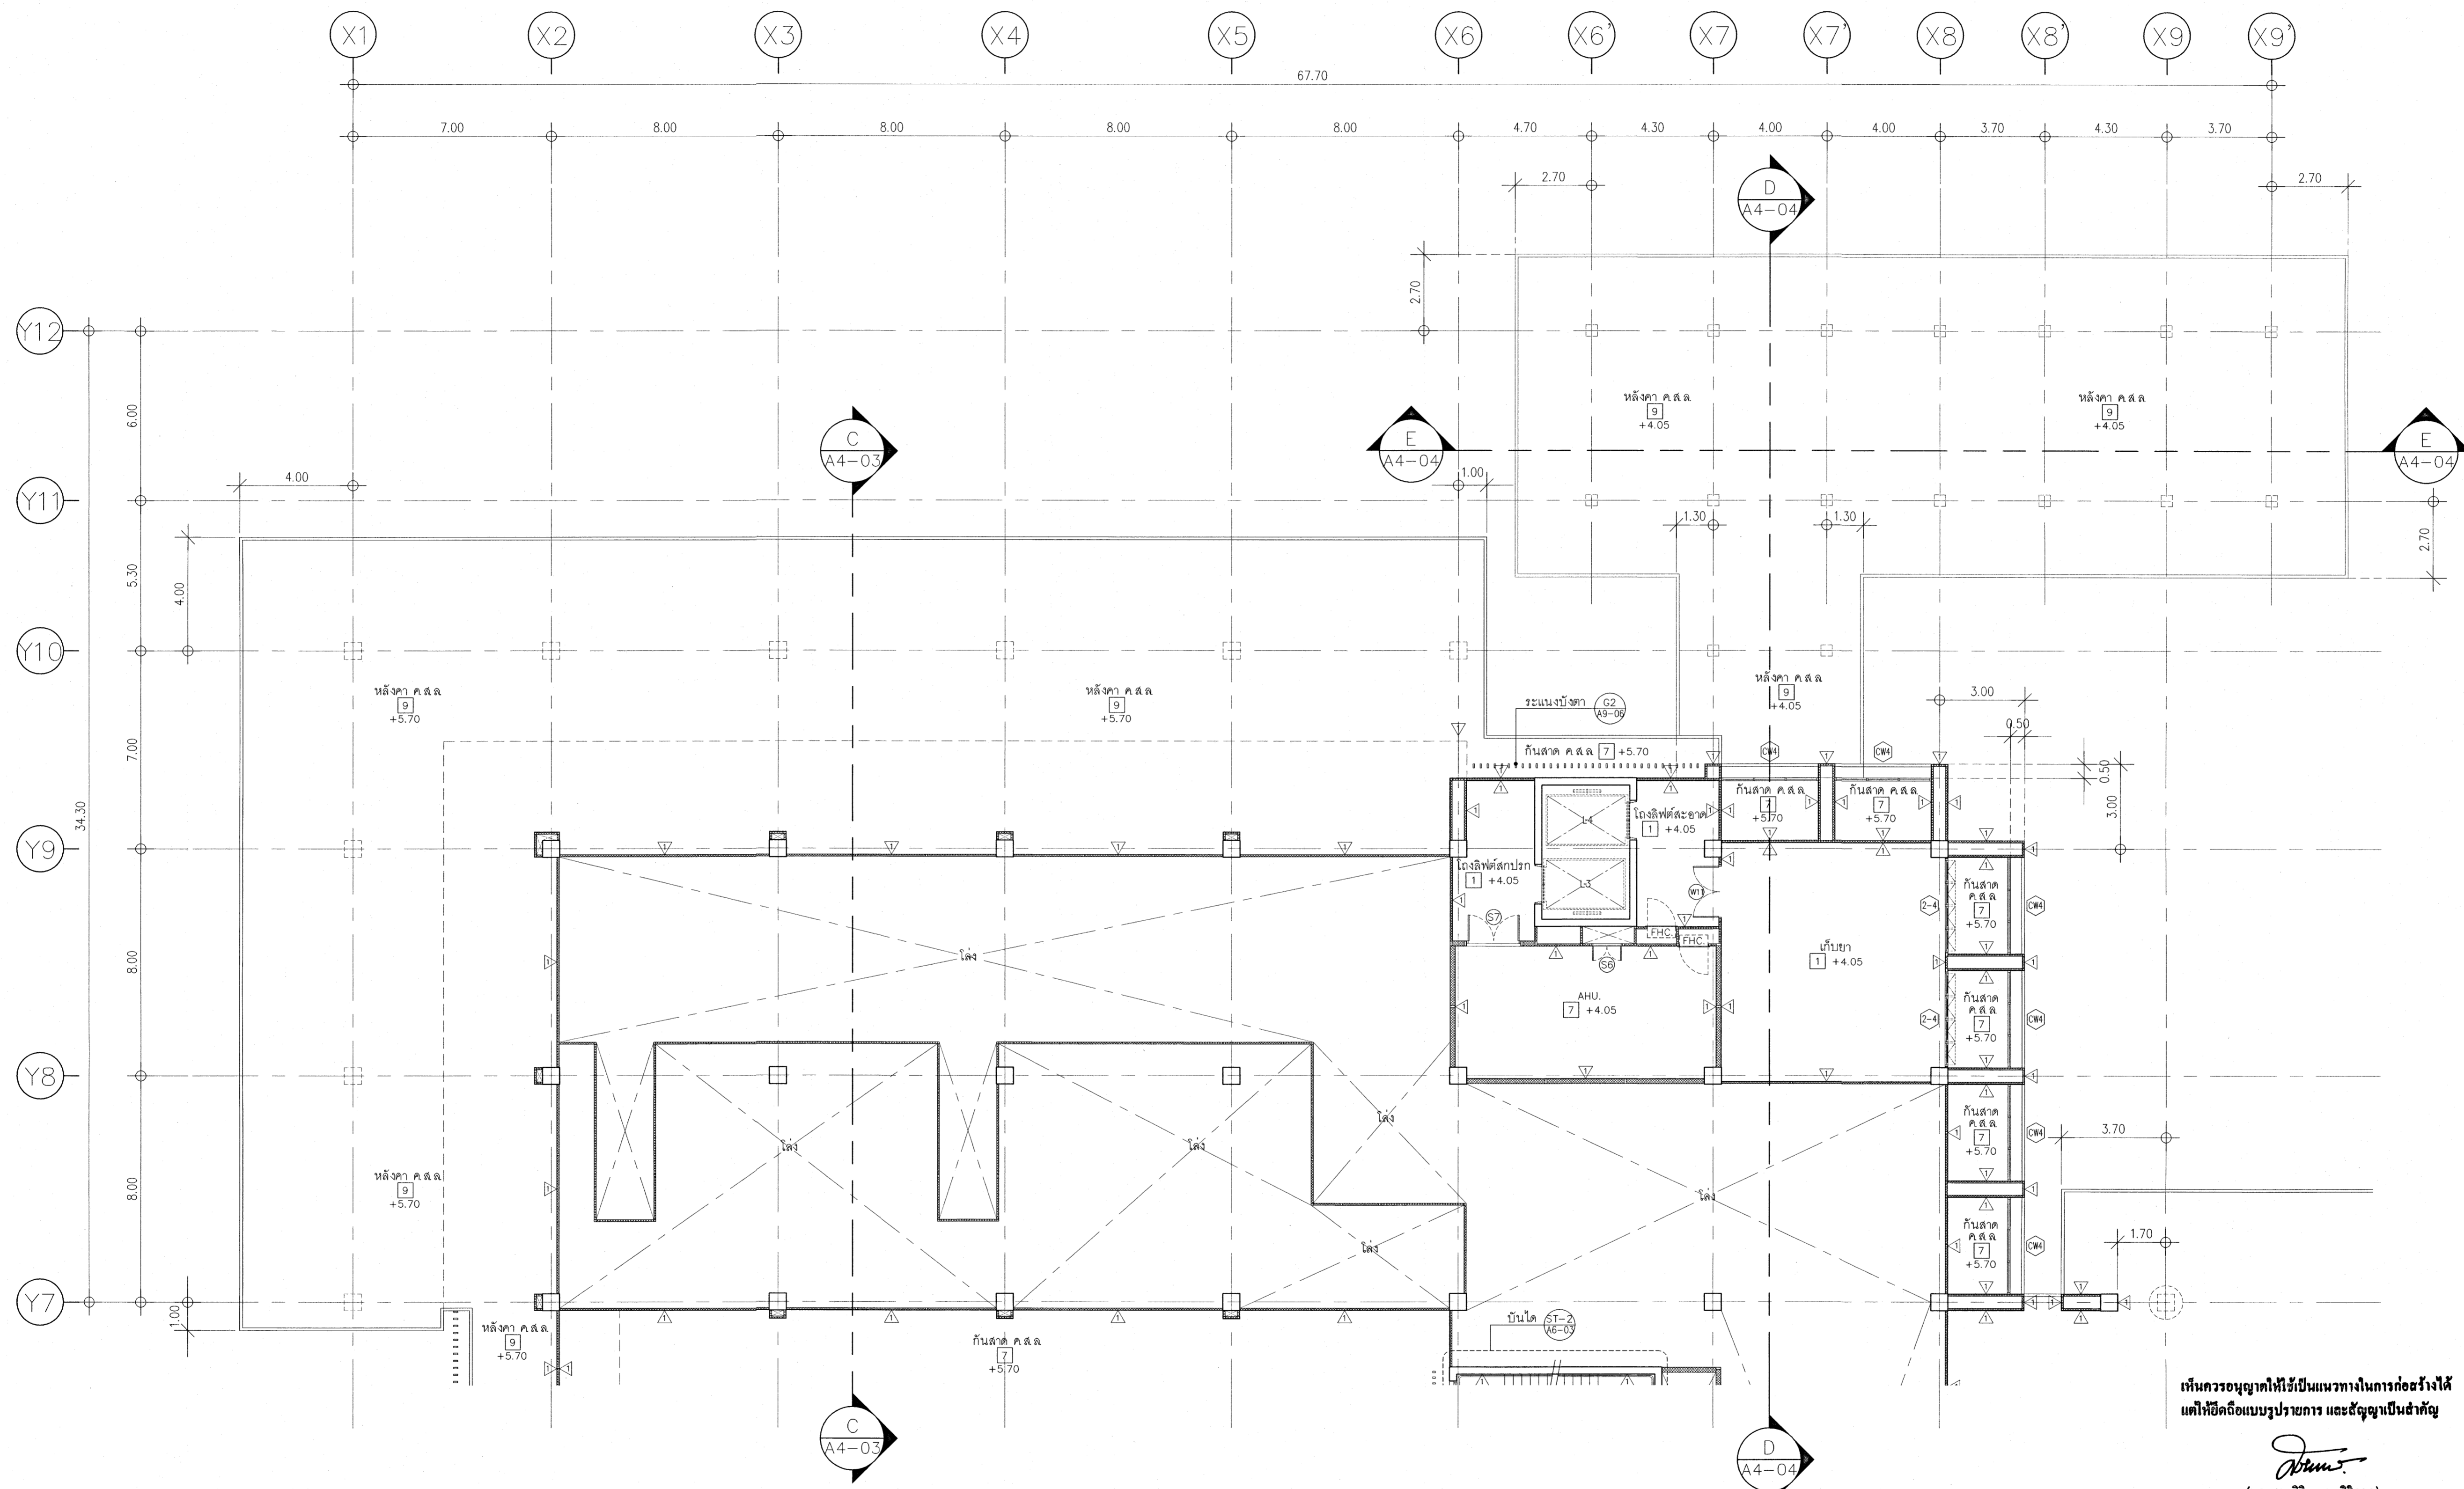 X1 X2 X3 X4 X5 X6 X6' X7 X7' X8 X8' X9 X9'
67.70
7.00 8.00 8.00 8.00 8.00 4.70 4.30 4.00 4.00 3.70 4.30 3.70
2.70
D
A4-04
2.70
2.70
Y12
6.00
หลังคา ค.ส.ล.
9
+4.05
หลังคา ค.ส.ล.
9
+4.05
C
A4-03
E
A4-04
E
A4-04
4.00
1.00
Y11
1.30
1.30
2.70
5.30
4.00
Y10
หลังคา ค.ส.ล.
9
+5.70
หลังคา ค.ส.ล.
9
+5.70
หลังคา ค.ส.ล.
9
+4.05
3.00
0.50
ระแนงบังตา
G2
A9-06
7.00
กันสาด ค.ส.ล. 7 +5.70
CW4
CW4
0.50
3.00
34.30
กันสาด ค.ส.ล.
7
+5.70
กันสาด ค.ส.ล.
7
+5.70
L4
โถงลิฟต์สะอาด
1 +4.05
Y9
โถงลิฟต์สกปรก
1 +4.05
L3
W11
กันสาด
ค.ส.ล.
7
+5.70
2-4
CW4
S7
FHC.
FHC.
S6
8.00
โล่ง
เก็บยา
1 +4.05
AHU.
7 +4.05
กันสาด
ค.ส.ล.
7
+5.70
2-4
CW4
Y8
โล่ง
โล่ง
โล่ง
กันสาด
ค.ส.ล.
7
+5.70
CW4
3.70
8.00
หลังคา ค.ส.ล.
9
+5.70
โล่ง
โล่ง
กันสาด
ค.ส.ล.
7
+5.70
CW4
1.70
Y7
1.00
หลังคา ค.ส.ล.
9
+5.70
กันสาด ค.ส.ล.
7
+5.70
บันได
ST-2
A6-03
C
A4-03
D
A4-04
เห็นควรอนุญาตให้ใช้เป็นแนวทางในการก่อสร้างได้
แต่ให้ยึดถือแบบรูปรายการ และสัญญาเป็นสำคัญ